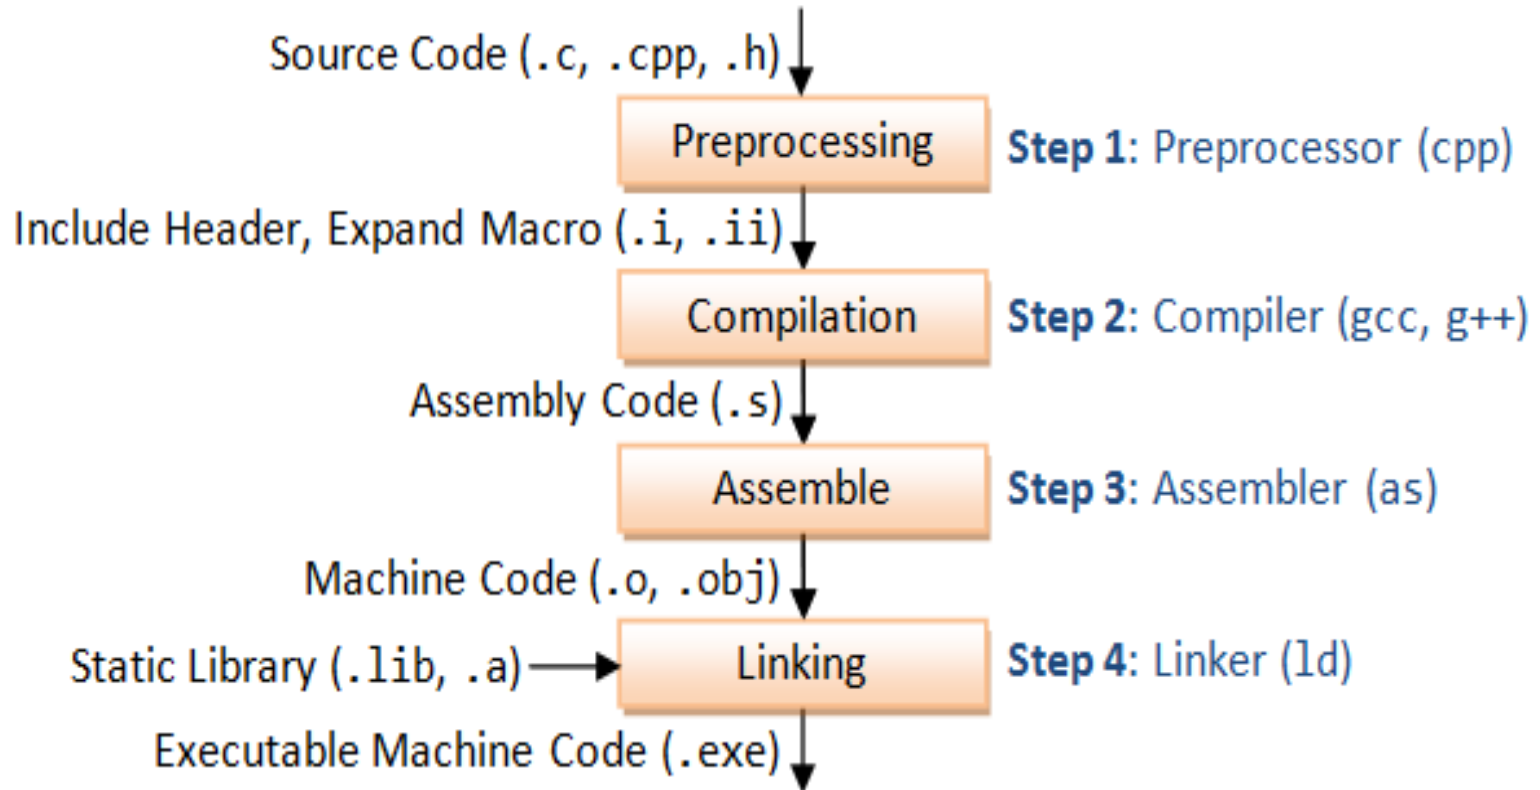 Source Code (.c, .cpp, .h)
Preprocessing
Step 1: Preprocessor (cpp)
Include Header, Expand Macro (.i, .ii)
Compilation
Step 2: Compiler (gcc, g++)
Assembly Code (.s)
Assemble
Step 3: Assembler (as)
Machine Code (.o, .obj)
Static Library (.lib, .a)
Linking
Step 4: Linker (ld)
Executable Machine Code (.exe)